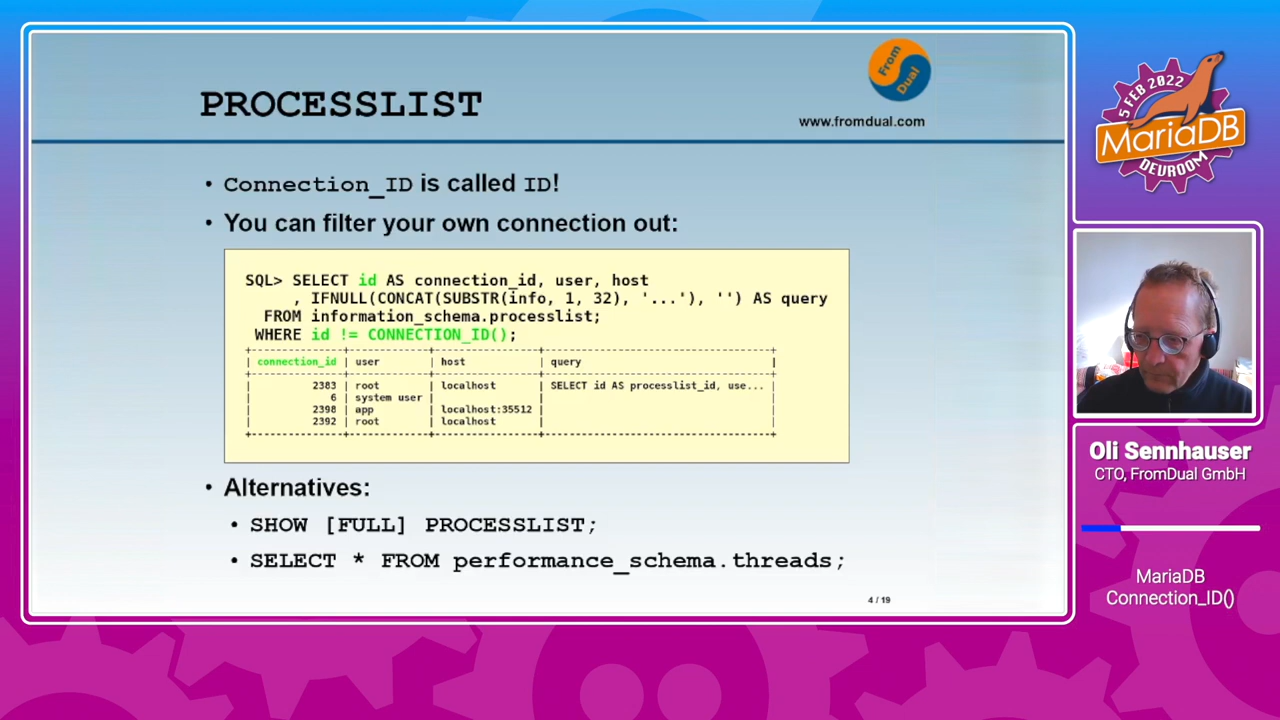 PROCESSLIST
From
Dual
www.fromdual.com
• Connection_ID is called ID!
• You can filter your own connection out:
SQL> SELECT id AS connection_id, user, host
, IFNULL(CONCAT(SUBSTR(info, 1, 32), '...'), '') AS query
FROM information_schema.processlist;
WHERE id != CONNECTION_ID();
+---------------+-------------+-----------------+--------------------------------------+
| connection_id | user | host | query |
+---------------+-------------+-----------------+--------------------------------------+
| 2383 | root | localhost | SELECT id AS processlist_id, use... |
| 6 | system user | | |
| 2398 | app | localhost:35512 | |
| 2392 | root | localhost | |
+---------------+-------------+-----------------+--------------------------------------+
• Alternatives:
• SHOW [FULL] PROCESSLIST;
• SELECT * FROM performance_schema.threads;
4 / 19
5 FEB 2022
MariaDB
DEVROOM
Oli Sennhauser
CTO, FromDual GmbH
MariaDB
Connection_ID()